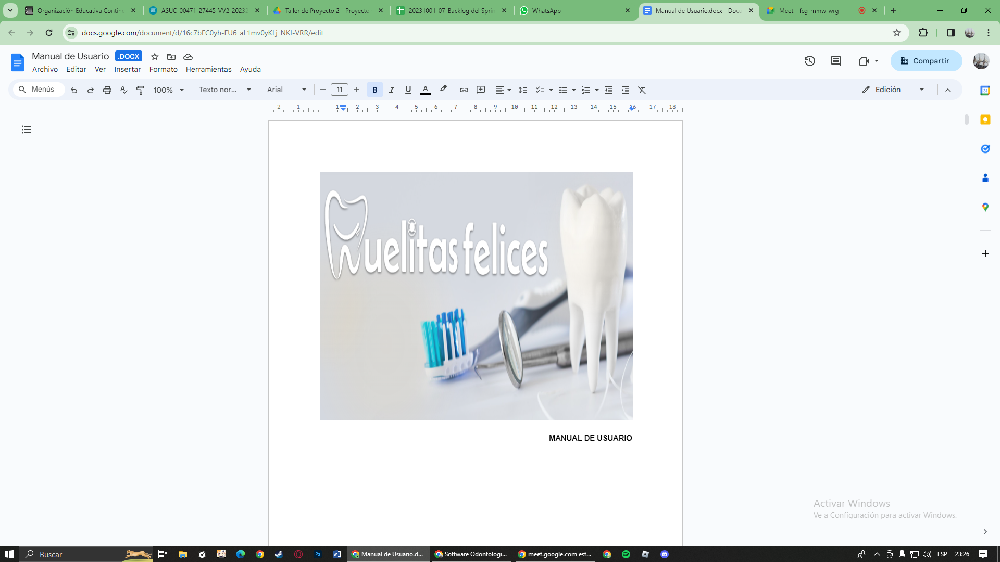 Organización Educativa Contine
ASUC-00471-27445-VV2-20232
Taller de Proyecto 2 - Proyecto
20231001_07_Backlog del Sprin
WhatsApp
Manual de Usuario.docx - Docu
Meet - fcg-rnmw-wrg
docs.google.com/document/d/16c7bFC0yh-FU6_aL1mv0yKLj_NKI-VRR/edit
Manual de Usuario .DOCX
Archivo Editar Ver Insertar Formato Herramientas Ayuda
Compartir
Menús 100% Texto nor... Arial 11 B I U A Edición
2 1 1 2 3 4 5 6 7 8 9 10 11 12 13 14 15 16 17 18
31
Muelitas felices
MANUAL DE USUARIO
Activar Windows
Ve a Configuración para activar Windows.
Buscar
Ps
Manual de Usuario.d...
Software Odontologi...
meet.google.com est...
ESP
23:26